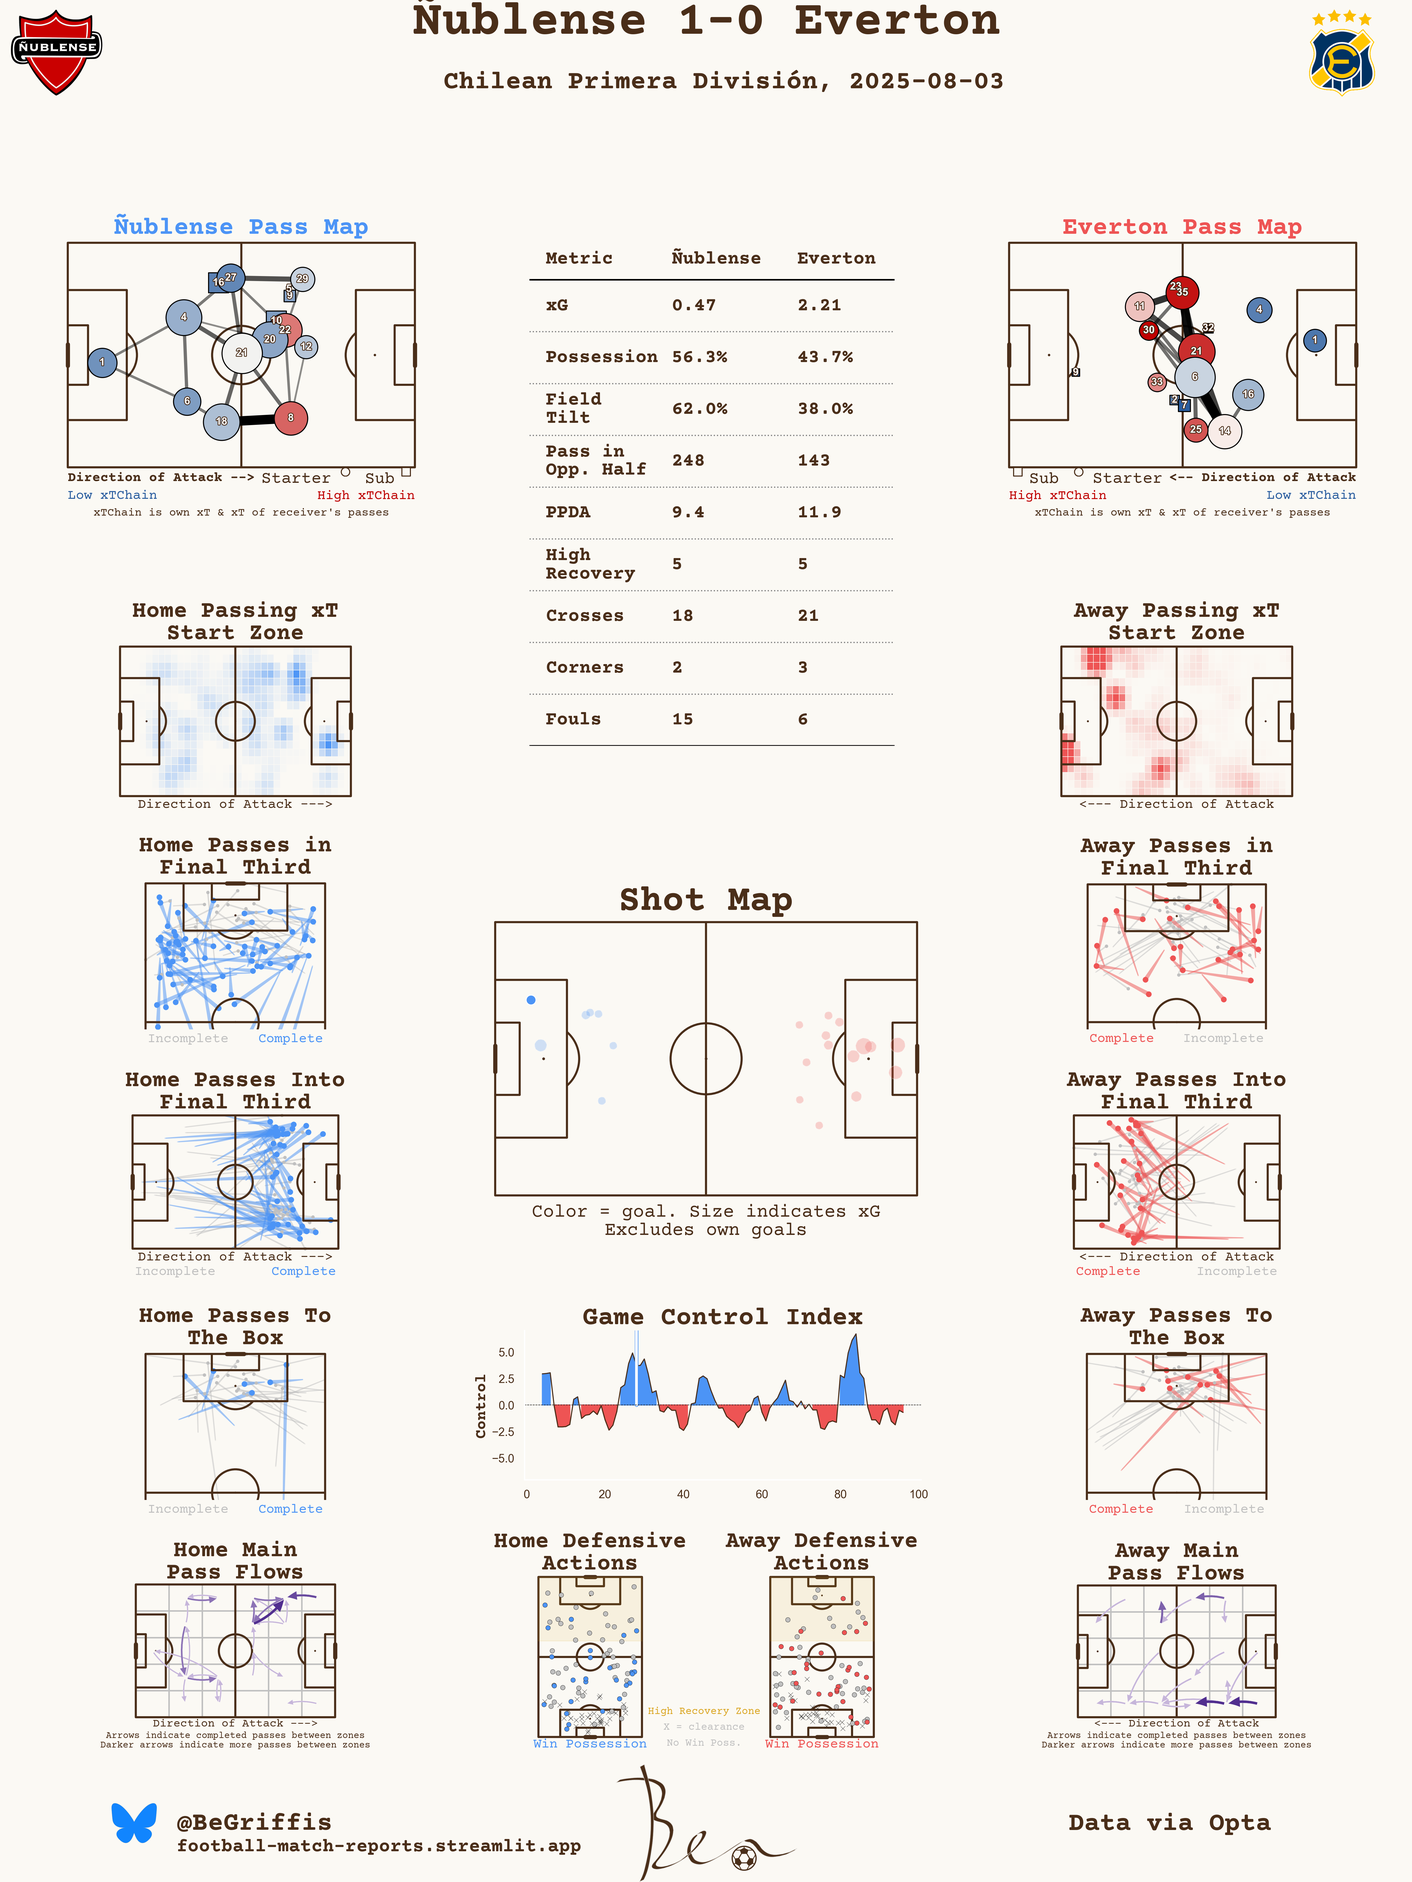 Ñublense 1-0 Everton
Chilean Primera División, 2025-08-03
ÑUBLENSE
Ñublense Pass Map
16 27 29
5
9
4 10 22
20 12
21
1
6
18 8
Direction of Attack --> Starter Sub
Low xTChain High xTChain
xTChain is own xT & xT of receiver's passes
Metric Ñublense Everton
xG 0.47 2.21
Possession 56.3% 43.7%
Field
Tilt 62.0% 38.0%
Pass in
Opp. Half 248 143
PPDA 9.4 11.9
High
Recovery 5 5
Crosses 18 21
Corners 2 3
Fouls 15 6
Everton Pass Map
23
35
11 4
30 32
1
21
9
6
33
16
2 7
25 14
Sub Starter <-- Direction of Attack
High xTChain Low xTChain
xTChain is own xT & xT of receiver's passes
Home Passing xT
Start Zone
Direction of Attack --->
Away Passing xT
Start Zone
<--- Direction of Attack
Home Passes in
Final Third
Incomplete Complete
Away Passes in
Final Third
Complete Incomplete
Shot Map
Color = goal. Size indicates xG
Excludes own goals
Home Passes Into
Final Third
Direction of Attack --->
Incomplete Complete
Away Passes Into
Final Third
<--- Direction of Attack
Complete Incomplete
Home Passes To
The Box
Incomplete Complete
Game Control Index
Control
5.0
2.5
0.0
−2.5
−5.0
0 20 40 60 80 100
Away Passes To
The Box
Complete Incomplete
Home Main
Pass Flows
Direction of Attack --->
Arrows indicate completed passes between zones
Darker arrows indicate more passes between zones
Home Defensive
Actions
Win Possession
Away Defensive
Actions
Win Possession
High Recovery Zone
X = clearance
No Win Poss.
Away Main
Pass Flows
<--- Direction of Attack
Arrows indicate completed passes between zones
Darker arrows indicate more passes between zones
@BeGriffis
football-match-reports.streamlit.app
Ben
Data via Opta